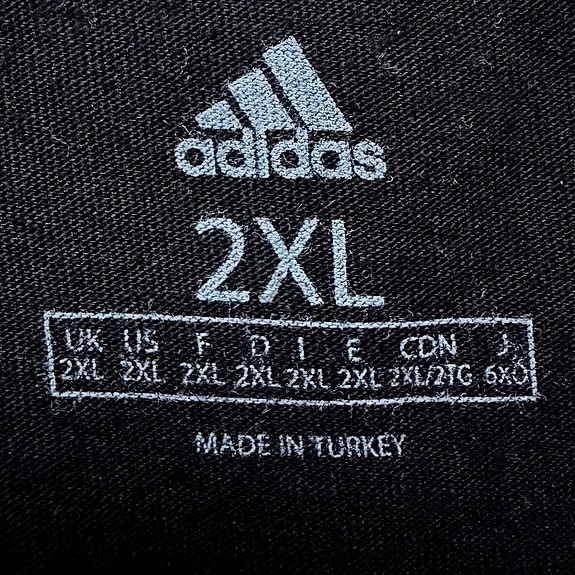 adidas
2XL
UK US F D I E CDN J
2XL 2XL 2XL 2XL 2XL 2XL 2XL/2TG 6XO
MADE IN TURKEY